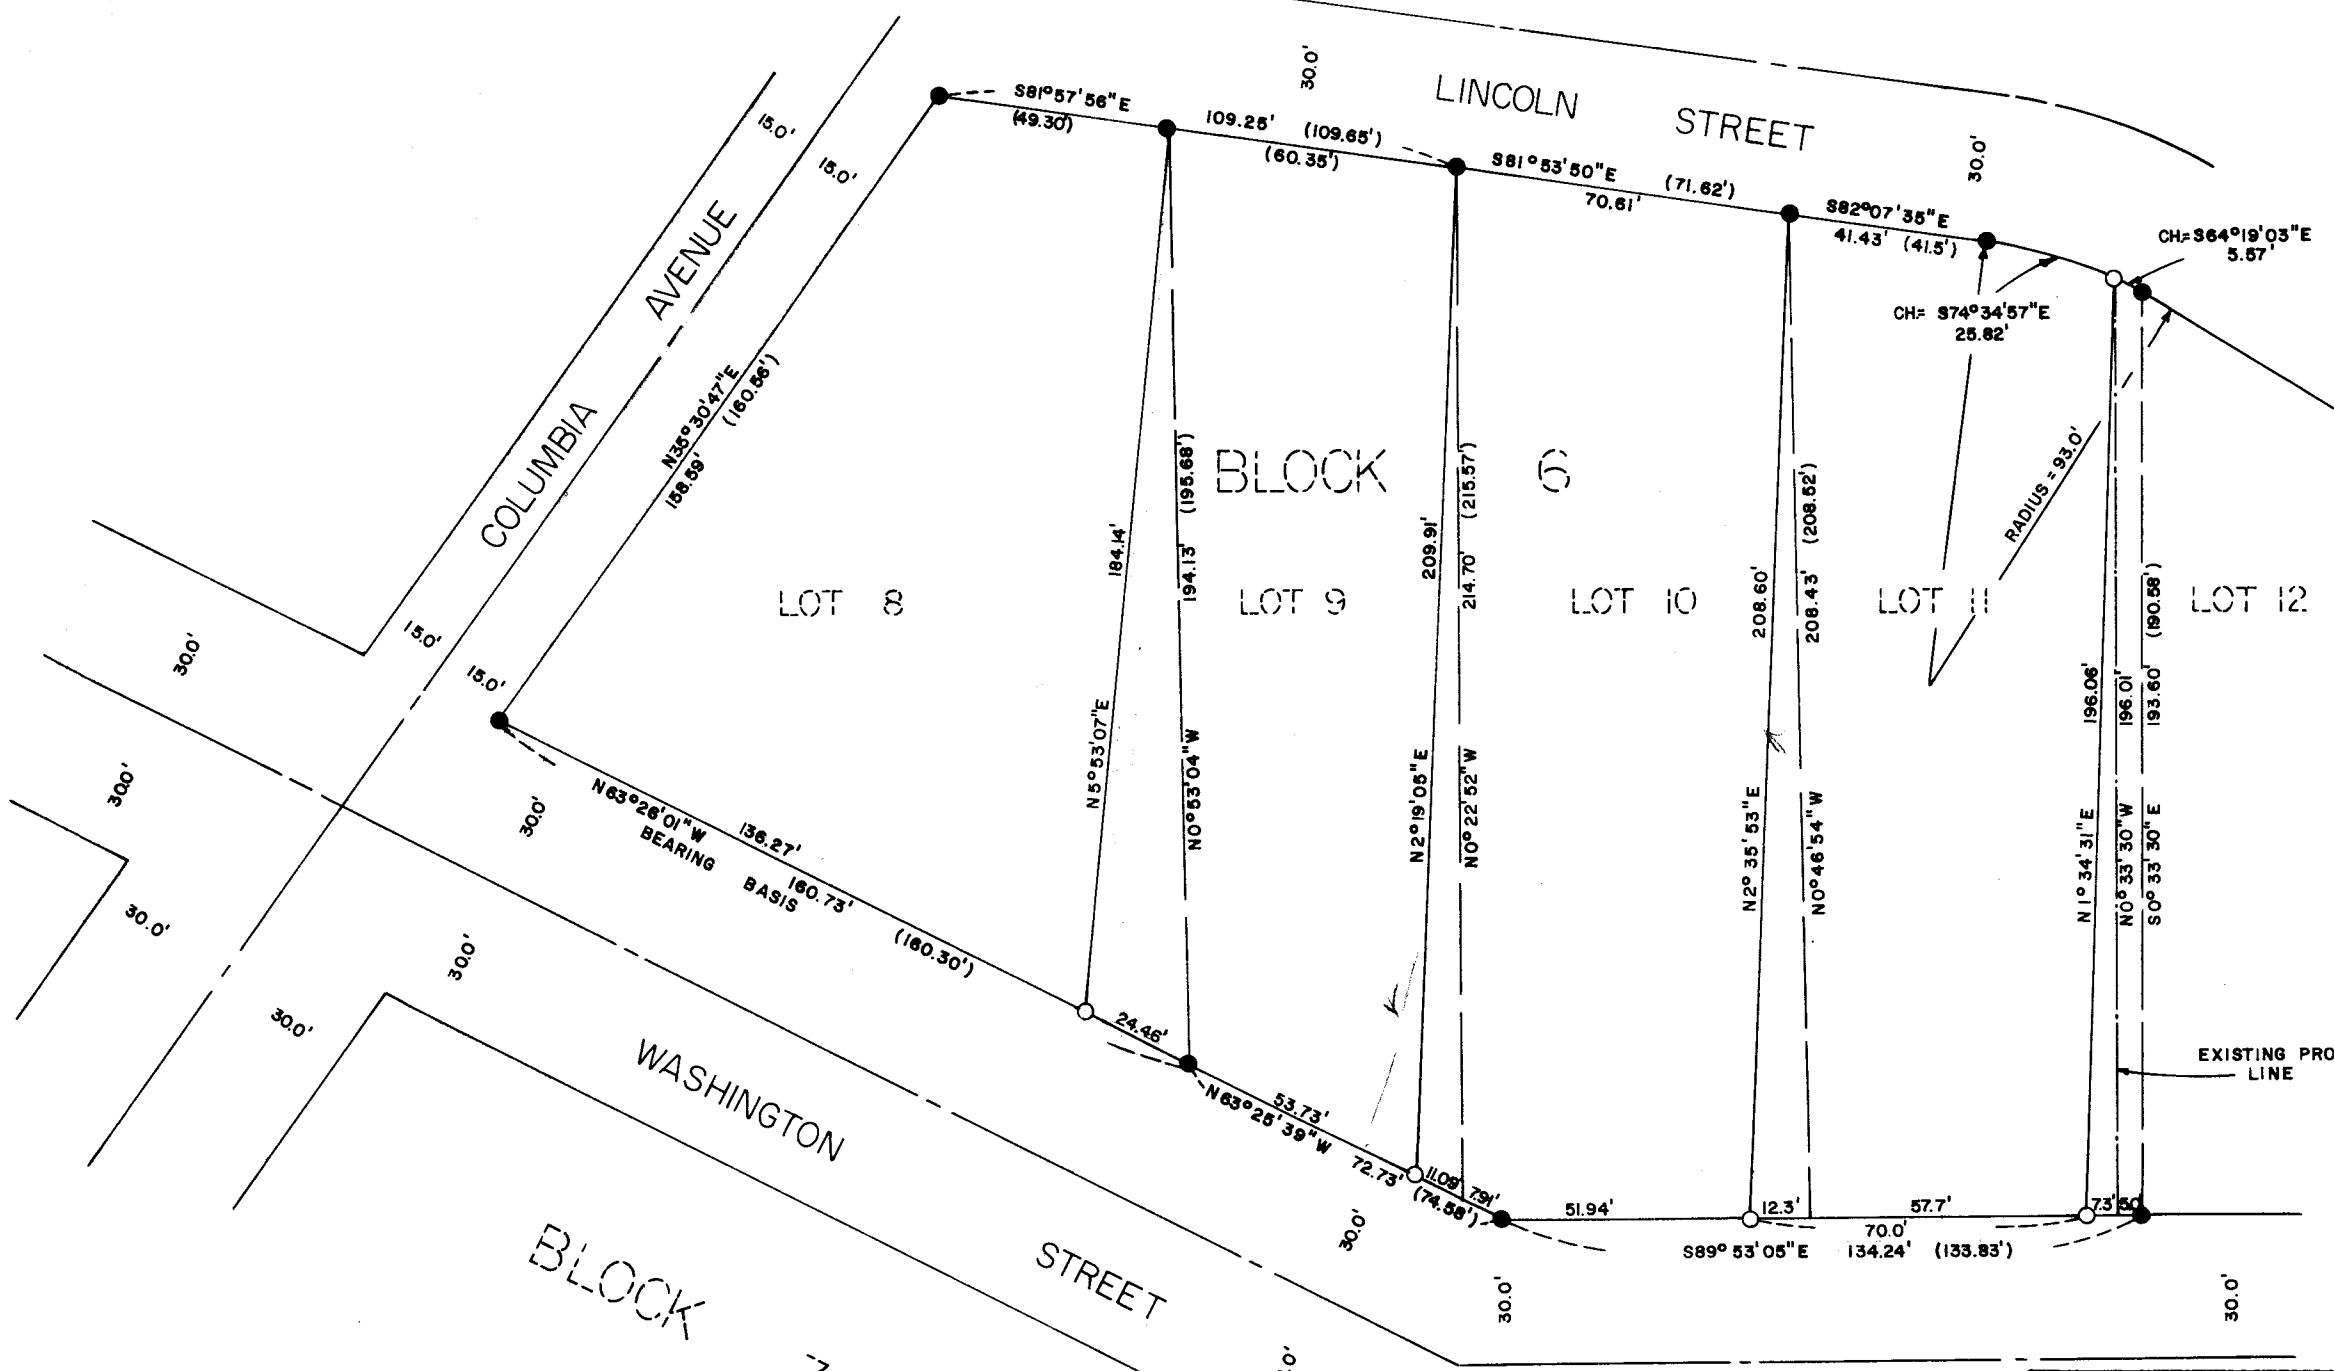 30.0'
LINCOLN STREET
30.0'
15.0'
15.0'
S81°57'56"E
(49.30')
109.25' (109.65')
(60.35')
S81°53'50"E (71.62')
70.61'
S82°07'35"E
41.43' (41.5')
CH.= S64°19'03"E
5.57'
CH.= S74°34'57"E
25.82'
RADIUS = 93.0'
COLUMBIA AVENUE
N35°30'47"E
(160.56')
158.59'
BLOCK 6
LOT 8
LOT 9
LOT 10
LOT 11
LOT 12
184.14'
N5°53'07"E
(195.68')
194.13'
N0°53'04"W
209.91'
N2°19'05"E
(215.57')
214.70'
N0°22'52"W
208.60'
N2°35'53"E
(208.52')
208.43'
N0°46'54"W
196.06'
N1°34'31"E
196.01'
N0°33'30"W
(190.58')
193.60'
S0°33'30"E
15.0'
15.0'
30.0'
30.0'
30.0'
30.0'
30.0'
30.0'
N63°26'01"W
BEARING BASIS
136.27'
160.73'
(160.30')
24.46'
53.73'
N63°25'39"W
72.73'
(74.58')
11.09' 7.91'
51.94'
12.3'
57.7'
7.3' 5.0'
70.0'
S89°53'05"E 134.24' (133.83')
EXISTING PRO
LINE
WASHINGTON STREET
30.0'
30.0'
30.0'
BLOCK